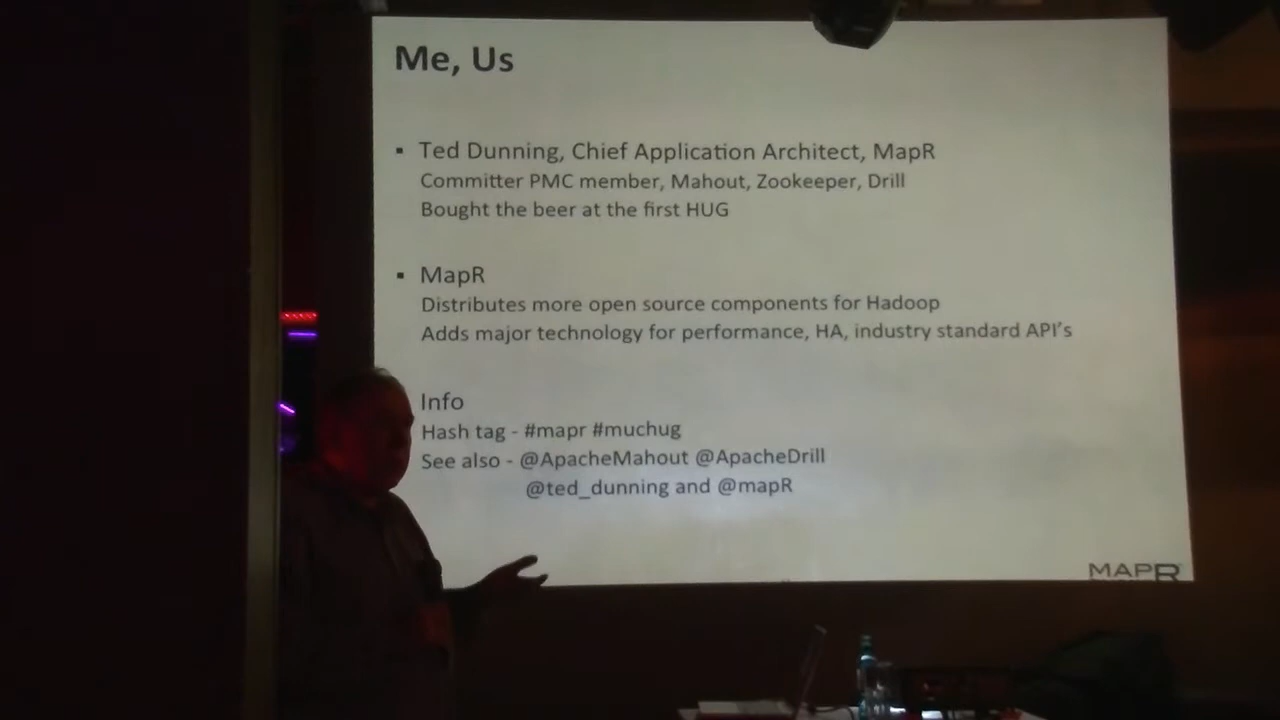 Me, Us
▪ Ted Dunning, Chief Application Architect, MapR
Committer PMC member, Mahout, Zookeeper, Drill
Bought the beer at the first HUG
▪ MapR
Distributes more open source components for Hadoop
Adds major technology for performance, HA, industry standard API's
Info
Hash tag - #mapr #muchug
See also - @ApacheMahout @ApacheDrill
@ted_dunning and @mapR
MAPR